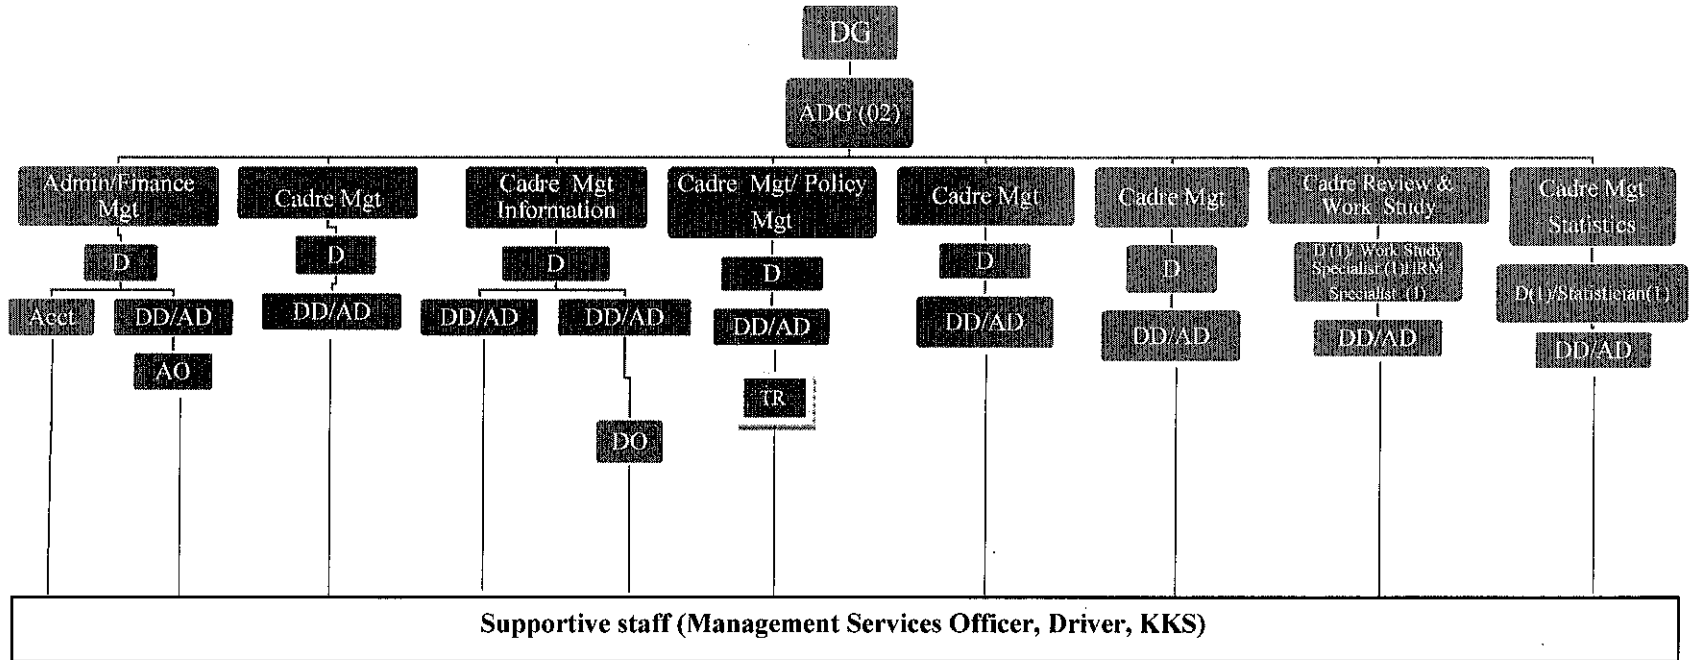 DG
ADG (02)
Admin/Finance
Mgt
Cadre Mgt
Cadre Mgt
Information
Cadre Mgt/ Policy
Mgt
Cadre Mgt
Cadre Mgt
Cadre Review &
Work Study
Cadre Mgt
Statistics
D
D
D
D
D
D
D (1)/ Work Study
Specialist (1)HRM
Specialist (1)
D(1)/Statistician(1)
Acct
DD/AD
DD/AD
DD/AD
DD/AD
DD/AD
DD/AD
DD/AD
DD/AD
DD/AD
AO
TR
DO
Supportive staff (Management Services Officer, Driver, KKS)